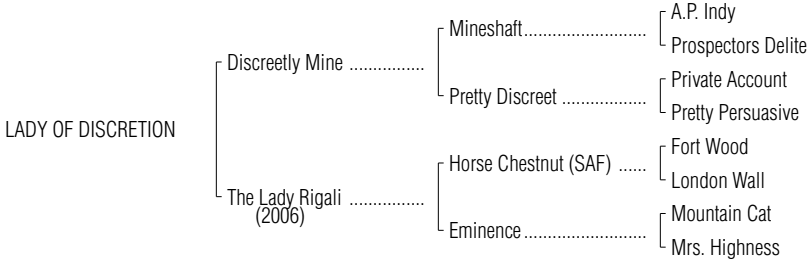 A.P. Indy
Mineshaft..........................
Prospectors Delite
Discreetly Mine ................
Private Account
Pretty Discreet ..................
Pretty Persuasive
LADY OF DISCRETION
Fort Wood
Horse Chestnut (SAF) ......
London Wall
The Lady Rigali ................
(2006)
Mountain Cat
Eminence..........................
Mrs. Highness